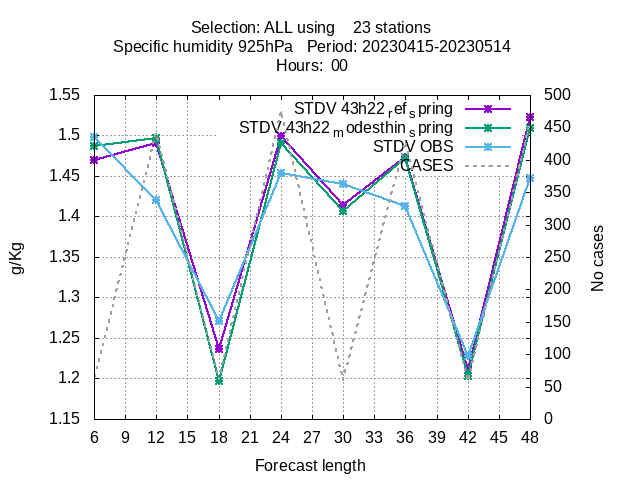 Selection: ALL using    23 stations
Specific humidity 925hPa   Period: 20230415-20230514
Hours:  00
STDV 43h22_ref_spring
STDV 43h22_modesthin_spring
STDV OBS
CASES
1.55
1.5
1.45
1.4
1.35
1.3
1.25
1.2
1.15
500
450
400
350
300
250
200
150
100
50
0
g/Kg
No cases
6 9 12 15 18 21 24 27 30 33 36 39 42 45 48
Forecast length